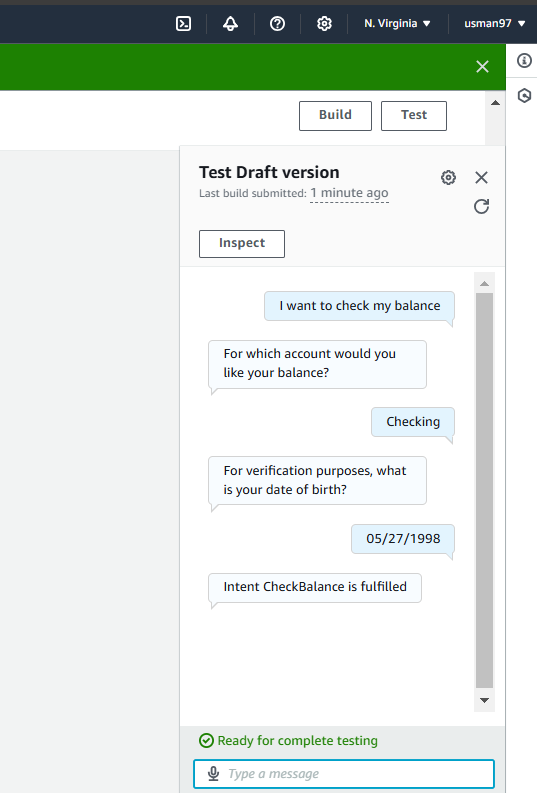 N. Virginia
usman97
Build
Test
Test Draft version
Last build submitted: 1 minute ago
Inspect
I want to check my balance
For which account would you
like your balance?
Checking
For verification purposes, what
is your date of birth?
05/27/1998
Intent CheckBalance is fulfilled
Ready for complete testing
Type a message